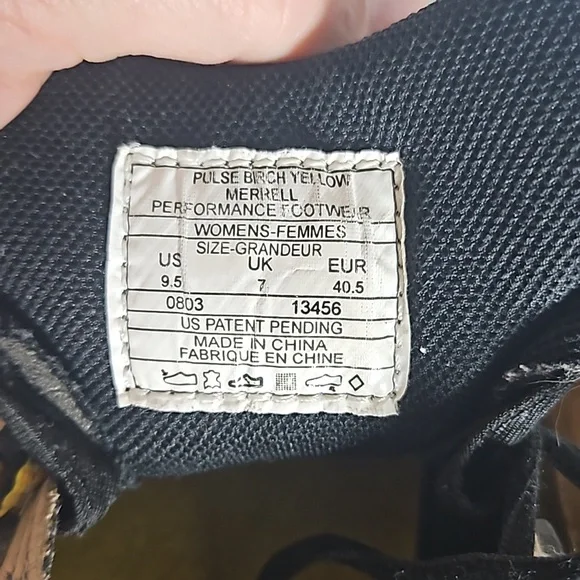 PULSE BIRCH YELLOW
MERRELL
PERFORMANCE FOOTWEAR
WOMENS-FEMMES
SIZE-GRANDEUR
US UK EUR
9.5 7 40.5
0803 13456
US PATENT PENDING
MADE IN CHINA
FABRIQUE EN CHINE